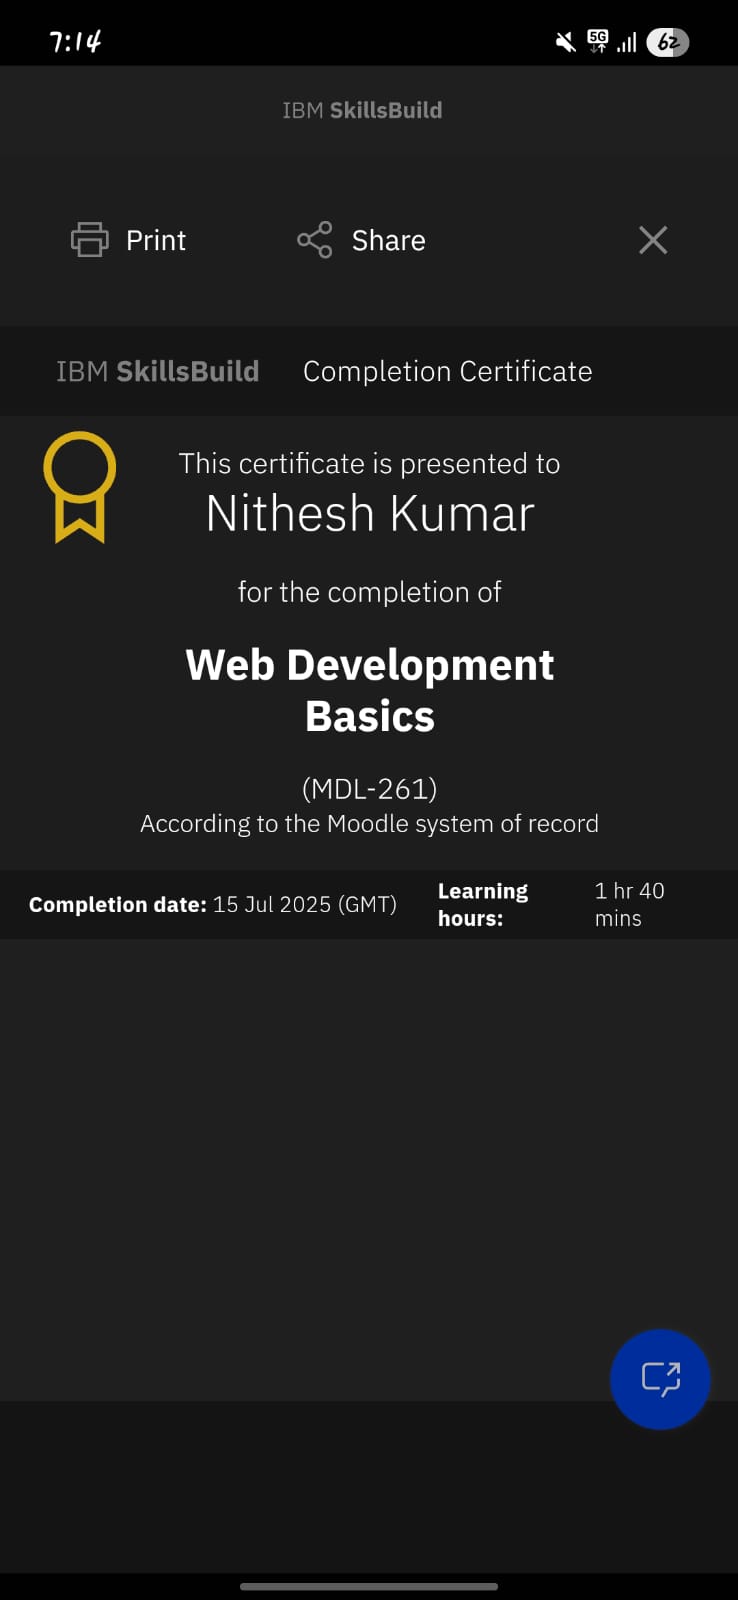 7:14
5G
62
IBM SkillsBuild
Print
Share
IBM SkillsBuild Completion Certificate
This certificate is presented to
Nithesh Kumar
for the completion of
Web Development
Basics
(MDL-261)
According to the Moodle system of record
Completion date: 15 Jul 2025 (GMT)
Learning
hours:
1 hr 40
mins